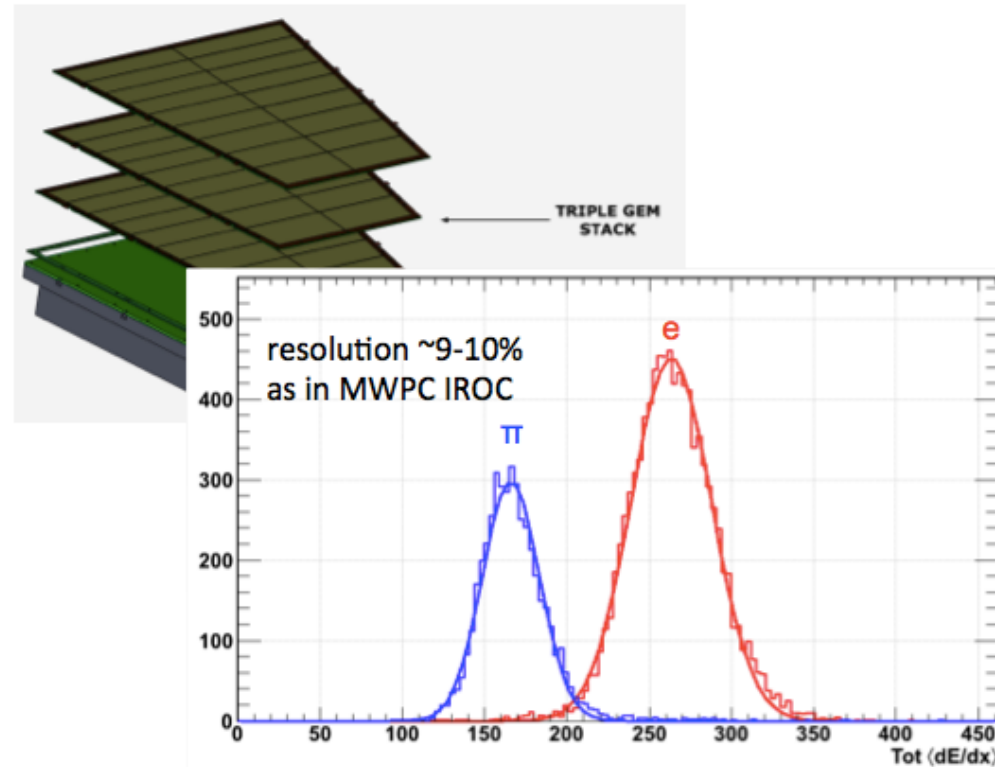 TRIPLE GEM
STACK
resolution ~9-10%
as in MWPC IROC
π
e
500
400
300
200
100
0
0 50 100 150 200 250 300 350 400 450
Tot ⟨dE/dx⟩